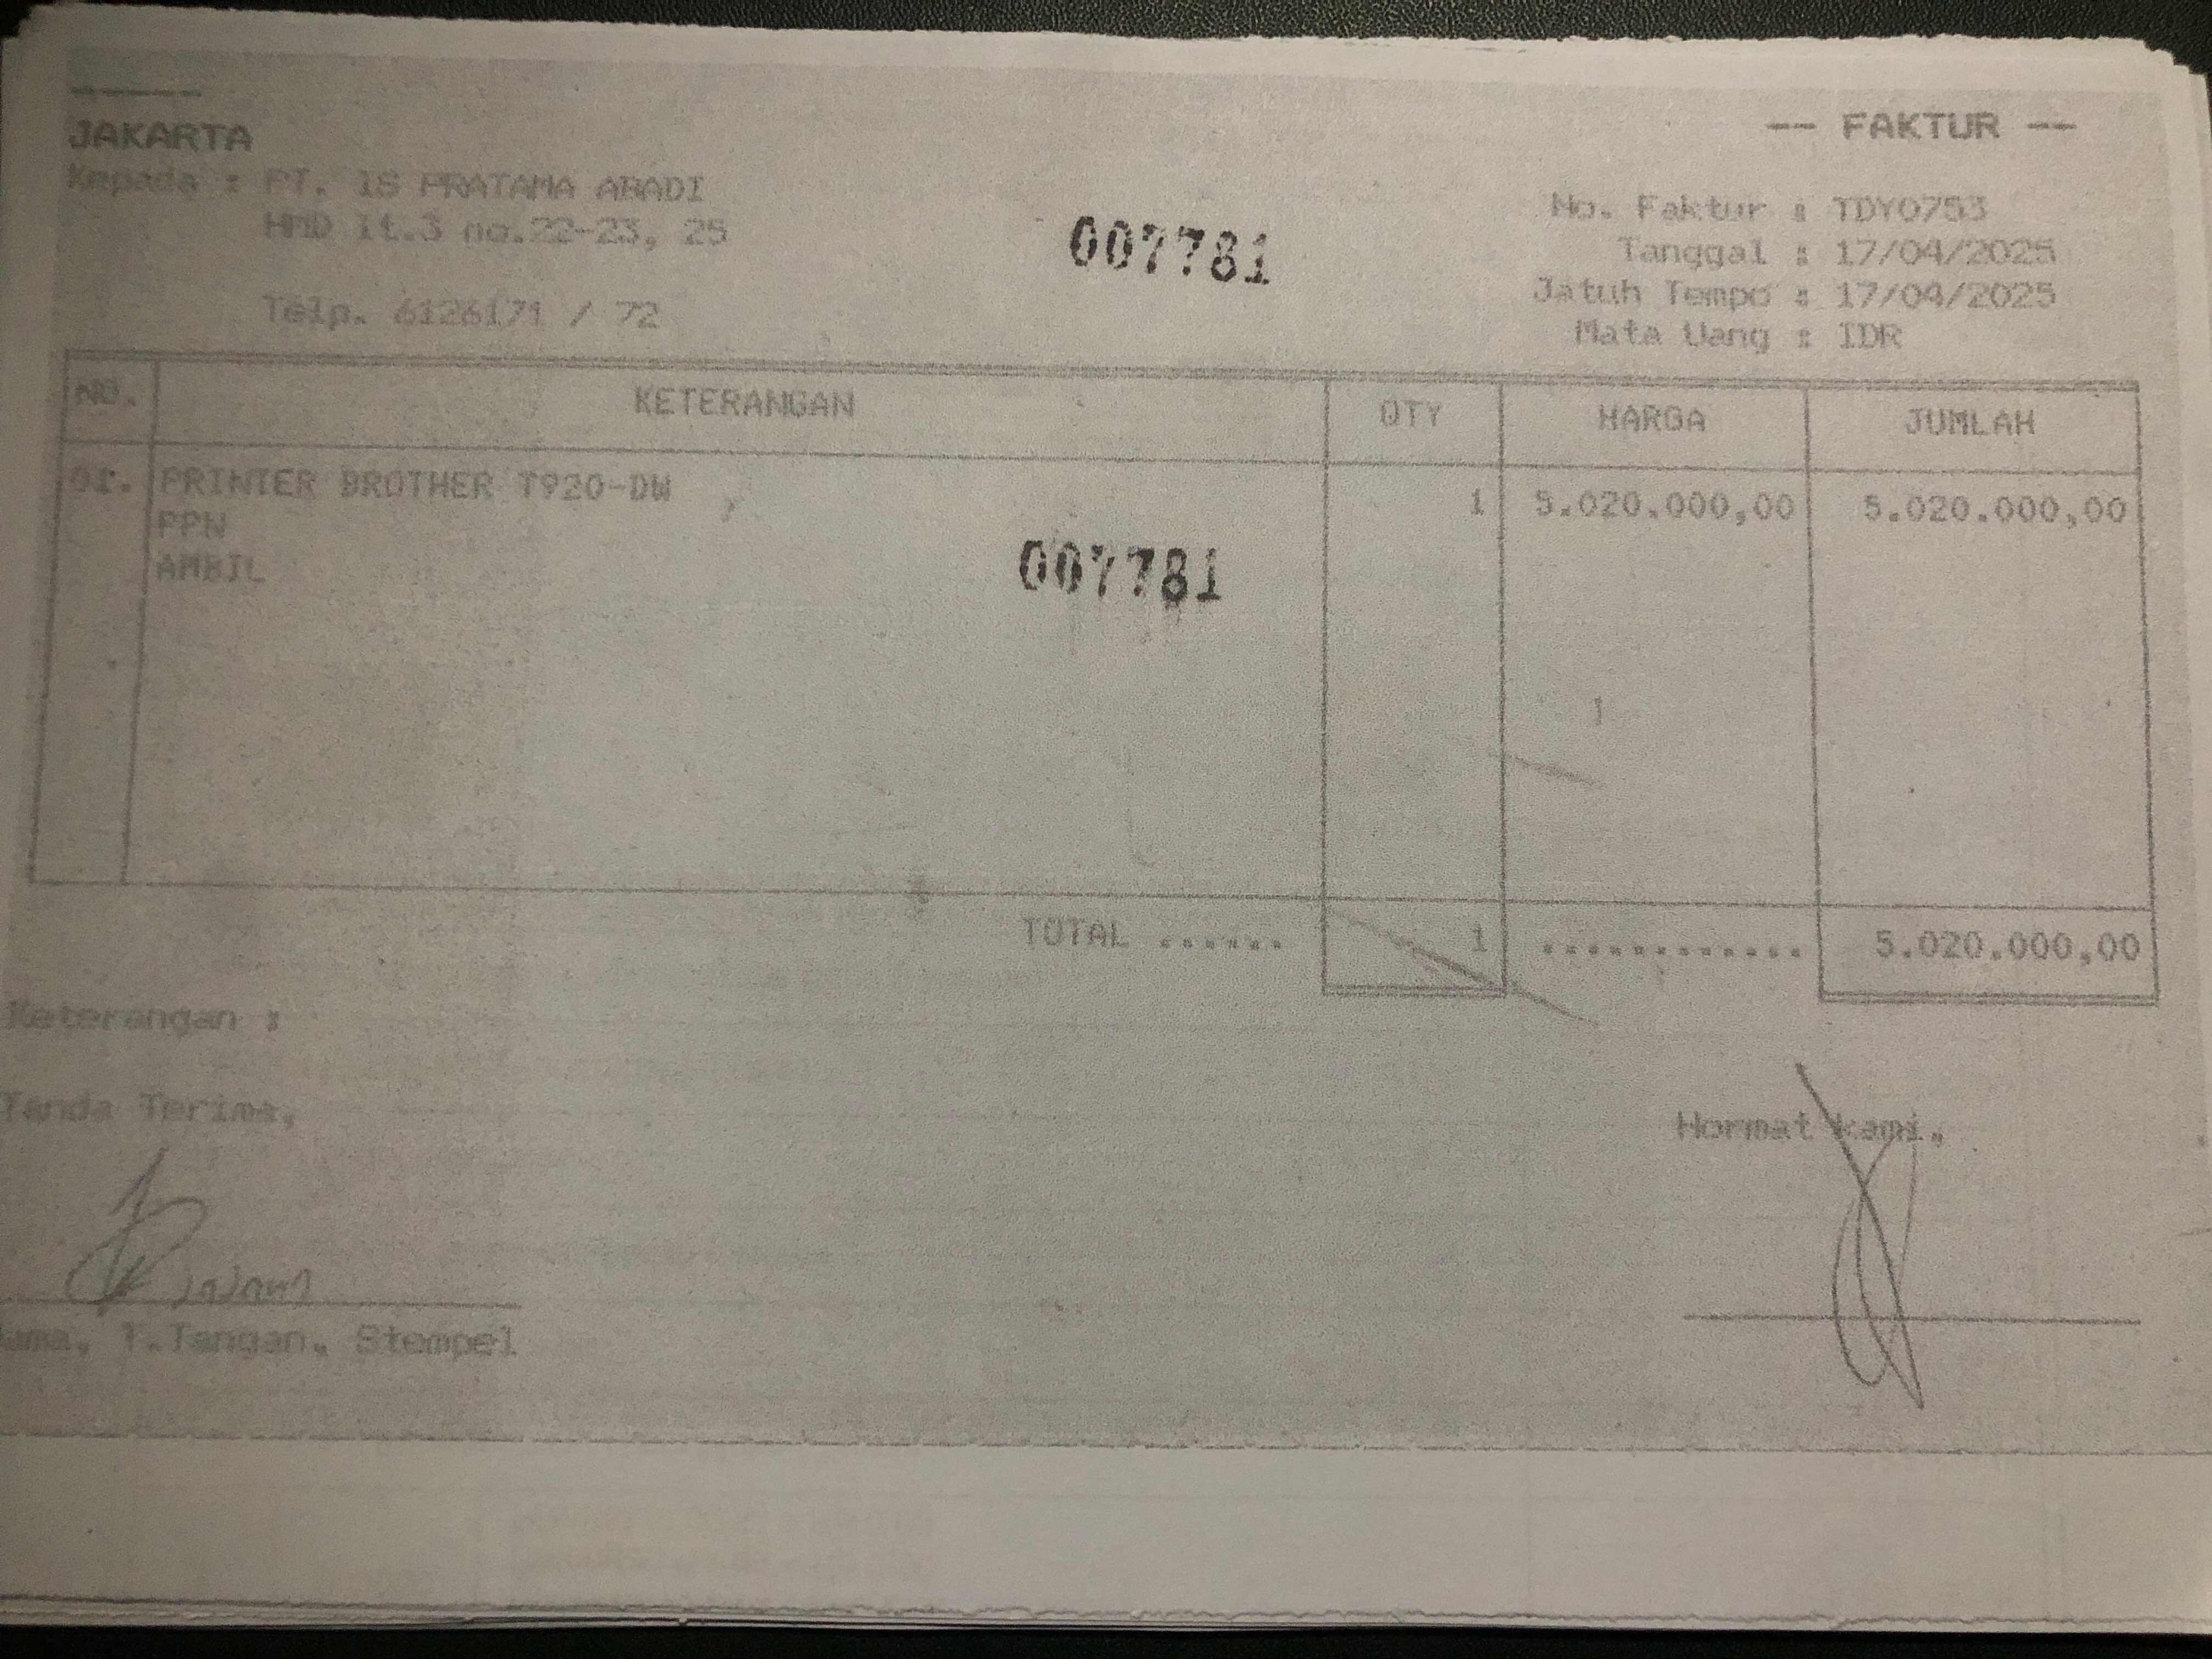 JAKARTA
-- FAKTUR --
Kepada : PT. IS PRATAMA ABADI
HMD lt.3 no.22-23, 25
Telp. 6126171 / 72
007781
No. Faktur : TDY0753
Tanggal : 17/04/2025
Jatuh Tempo : 17/04/2025
Mata Uang : IDR
NO. KETERANGAN QTY HARGA JUMLAH
01. PRINTER BROTHER T920-DW 1 5.020.000,00 5.020.000,00
PPN
AMBIL
007781
1
TOTAL ...... 1 ............ 5.020.000,00
Keterangan :
Tanda Terima,
Hormat kami,
ama, T.Tangan, Stempel